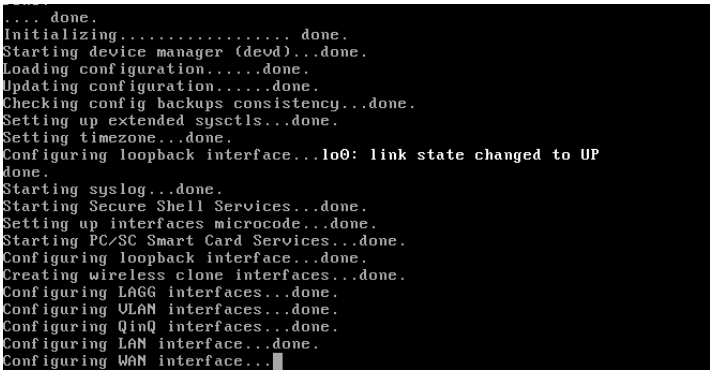 .... done.
Initializing.................. done.
Starting device manager (devd)...done.
Loading configuration......done.
Updating configuration......done.
Checking config backups consistency...done.
Setting up extended sysctls...done.
Setting timezone...done.
Configuring loopback interface...lo0: link state changed to UP
done.
Starting syslog...done.
Starting Secure Shell Services...done.
Setting up interfaces microcode...done.
Starting PC/SC Smart Card Services...done.
Configuring loopback interface...done.
Creating wireless clone interfaces...done.
Configuring LAGG interfaces...done.
Configuring VLAN interfaces...done.
Configuring QinQ interfaces...done.
Configuring LAN interface...done.
Configuring WAN interface...